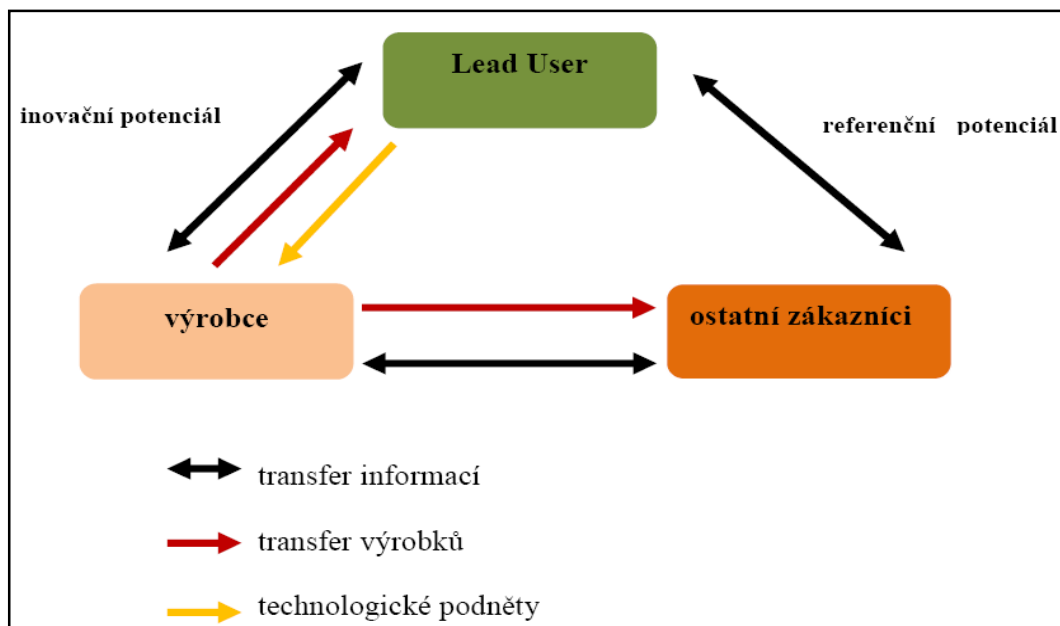 Lead User
inovační potenciál
referenční potenciál
výrobce
ostatní zákazníci
transfer informací
transfer výrobků
technologické podněty